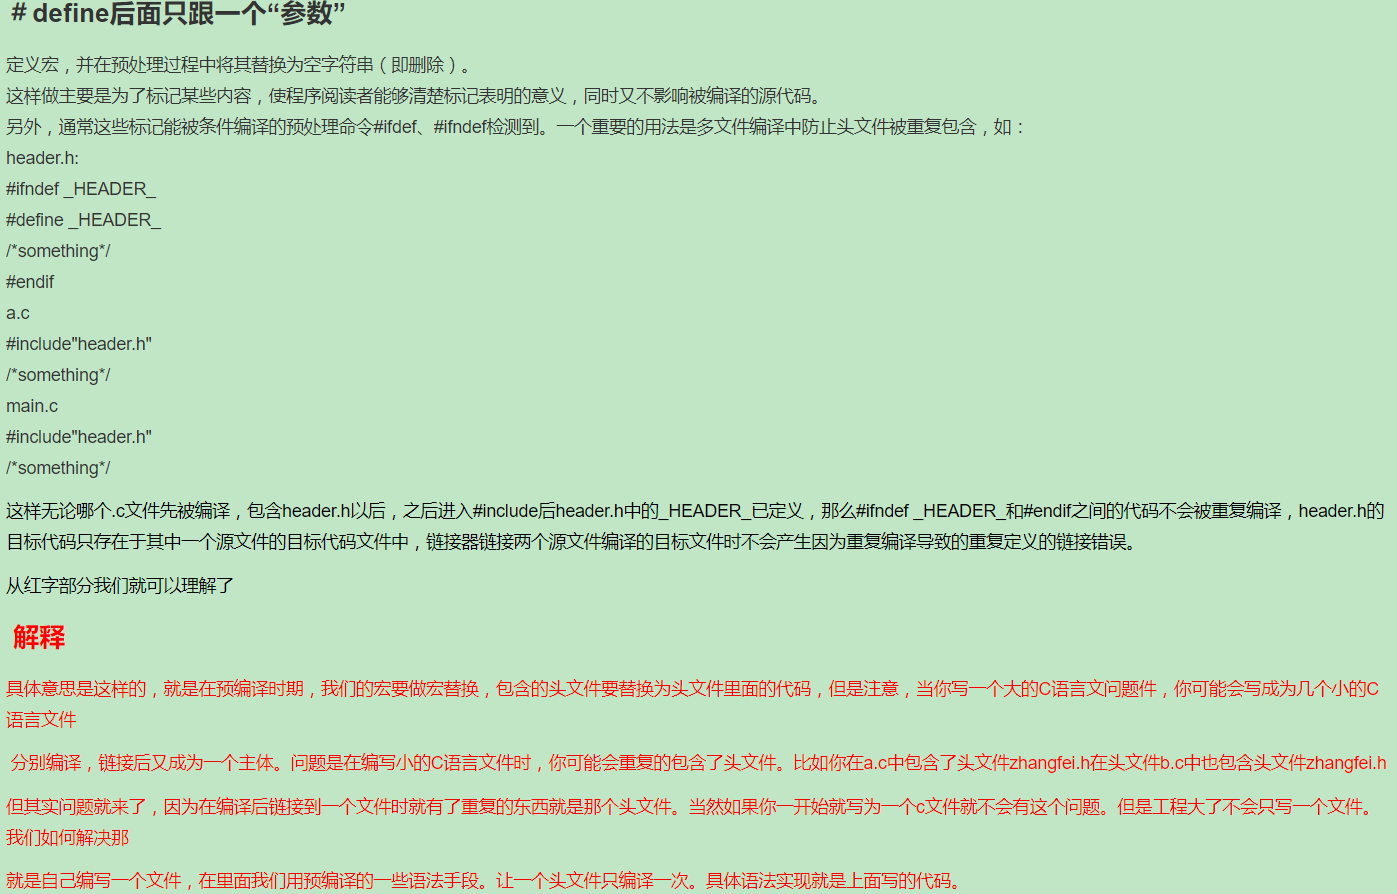 ＃define后面只跟一个“参数”
定义宏，并在预处理过程中将其替换为空字符串（即删除）。
这样做主要是为了标记某些内容，使程序阅读者能够清楚标记表明的意义，同时又不影响被编译的源代码。
另外，通常这些标记能被条件编译的预处理命令#ifdef、#ifndef检测到。一个重要的用法是多文件编译中防止头文件被重复包含，如：
header.h:
#ifndef _HEADER_
#define _HEADER_
/*something*/
#endif
a.c
#include"header.h"
/*something*/
main.c
#include"header.h"
/*something*/
这样无论哪个.c文件先被编译，包含header.h以后，之后进入#include后header.h中的_HEADER_已定义，那么#ifndef _HEADER_和#endif之间的代码不会被重复编译，header.h的
目标代码只存在于其中一个源文件的目标代码文件中，链接器链接两个源文件编译的目标文件时不会产生因为重复编译导致的重复定义的链接错误。
从红字部分我们就可以理解了
解释
具体意思是这样的，就是在预编译时期，我们的宏要做宏替换，包含的头文件要替换为头文件里面的代码，但是注意，当你写一个大的C语言文问题件，你可能会写成为几个小的C
语言文件
分别编译，链接后又成为一个主体。问题是在编写小的C语言文件时，你可能会重复的包含了头文件。比如你在a.c中包含了头文件zhangfei.h在头文件b.c中也包含头文件zhangfei.h
但其实问题就来了，因为在编译后链接到一个文件时就有了重复的东西就是那个头文件。当然如果你一开始就写为一个c文件就不会有这个问题。但是工程大了不会只写一个文件。
我们如何解决那
就是自己编写一个文件，在里面我们用预编译的一些语法手段。让一个头文件只编译一次。具体语法实现就是上面写的代码。